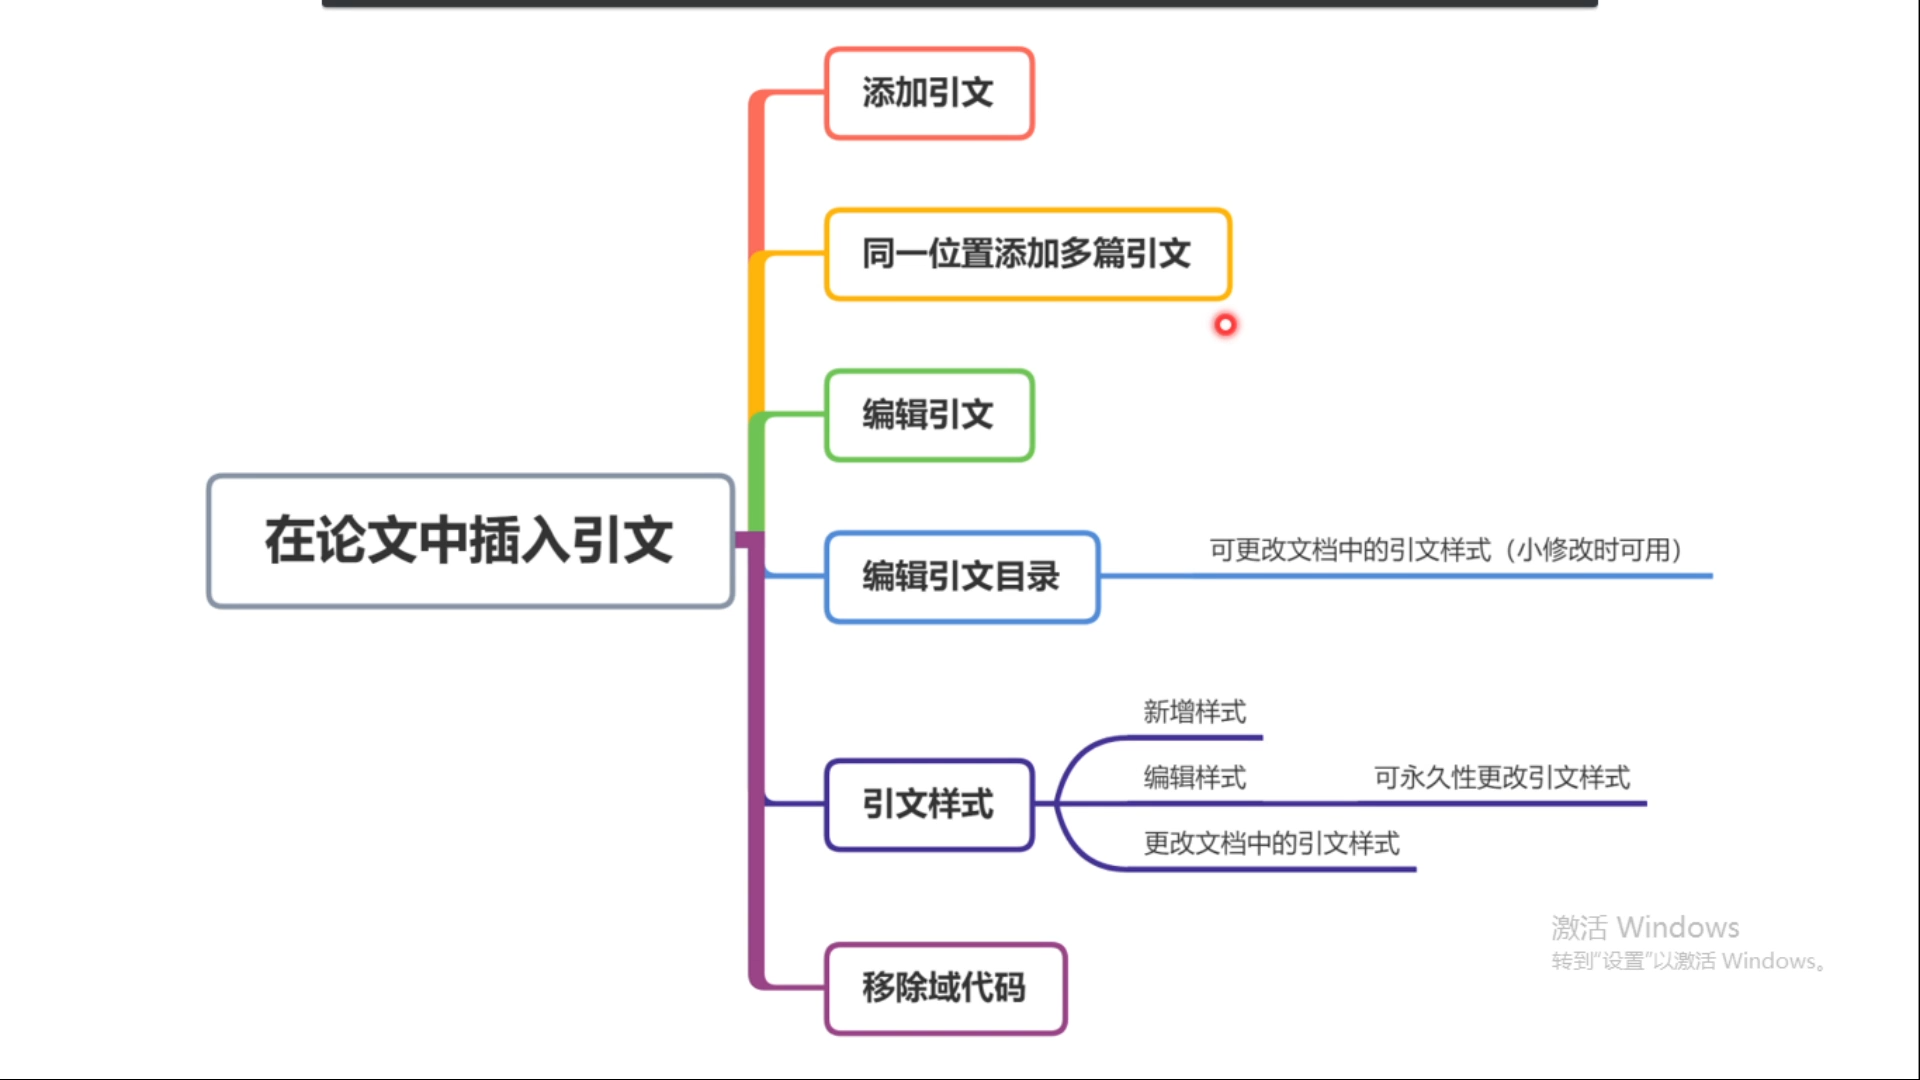 添加引文
同一位置添加多篇引文
编辑引文
在论文中插入引文
编辑引文目录
可更改文档中的引文样式（小修改时可用）
引文样式
新增样式
编辑样式
可永久性更改引文样式
更改文档中的引文样式
移除域代码
激活 Windows
转到“设置”以激活 Windows。